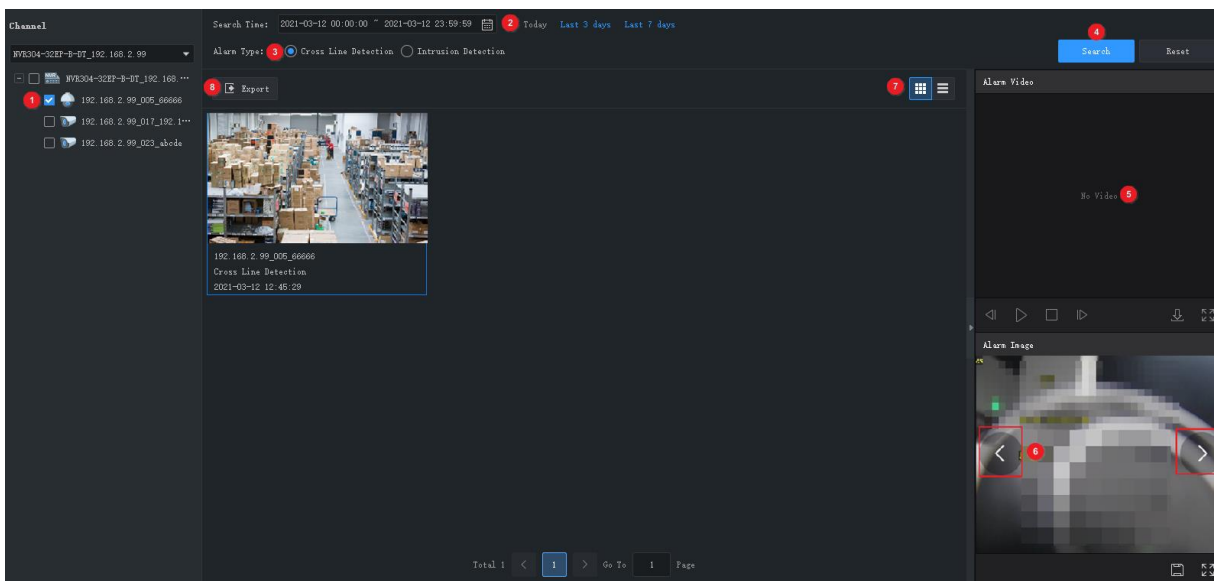 Channel
NVR304-32EP-B-DT_192.168.2.99
NVR304-32EP-B-DT_192.168.···
1
192.168.2.99_005_66666
192.168.2.99_017_192.1···
192.168.2.99_023_abcde
Search Time: 2021-03-12 00:00:00 ~ 2021-03-12 23:59:59 2 Today Last 3 days Last 7 days
Alarm Type: 3 Cross Line Detection Intrusion Detection
4
Search Reset
8 Export 7
192.168.2.99_005_66666
Cross Line Detection
2021-03-12 12:45:29
Total 1 < 1 > Go To 1 Page
Alarm Video
No Video 5
Alarm Image
6